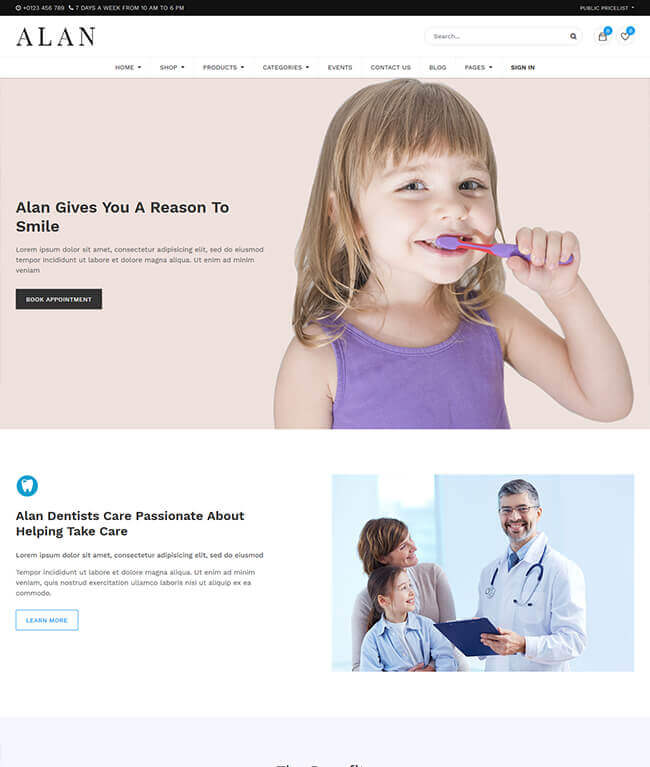 +0123 456 789 7 DAYS A WEEK FROM 10 AM TO 6 PM PUBLIC PRICELIST
ALAN Search... 0 0
HOME SHOP PRODUCTS CATEGORIES EVENTS CONTACT US BLOG PAGES SIGN IN
Alan Gives You A Reason To
Smile
Lorem ipsum dolor sit amet, consectetur adipisicing elit, sed do eiusmod
tempor incididunt ut labore et dolore magna aliqua. Ut enim ad minim
veniam
BOOK APPOINTMENT
Alan Dentists Care Passionate About
Helping Take Care
Lorem ipsum dolor sit amet, consectetur adipisicing elit, sed do eiusmod
Tempor incididunt ut labore et dolore magna aliqua. Ut enim ad minim
veniam, quis nostrud exercitation ullamco laboris nisi ut aliquip ex ea
commodo.
LEARN MORE